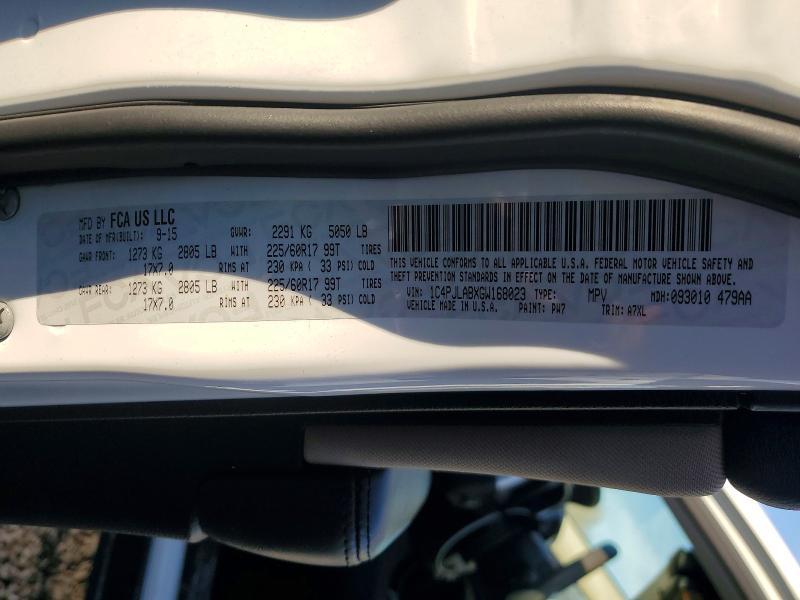 MFD BY FCA US LLC
DATE OF MFR(BUILT): 9-15 GVWR: 2291 KG 5050 LB
GAWR FRONT: 1273 KG 2805 LB WITH 225/60R17 99T TIRES
17X7.0 RIMS AT 230 KPA ( 33 PSI) COLD
GAWR REAR: 1273 KG 2805 LB WITH 225/60R17 99T TIRES
17X7.0 RIMS AT 230 KPA ( 33 PSI) COLD
THIS VEHICLE CONFORMS TO ALL APPLICABLE U.S.A. FEDERAL MOTOR VEHICLE SAFETY AND
THEFT PREVENTION STANDARDS IN EFFECT ON THE DATE OF MANUFACTURE SHOWN ABOVE.
VIN: 1C4PJLABXGW168023 TYPE: MPV MDH:093010 479AA
VEHICLE MADE IN U.S.A. PAINT: PW7 TRIM: A7XL